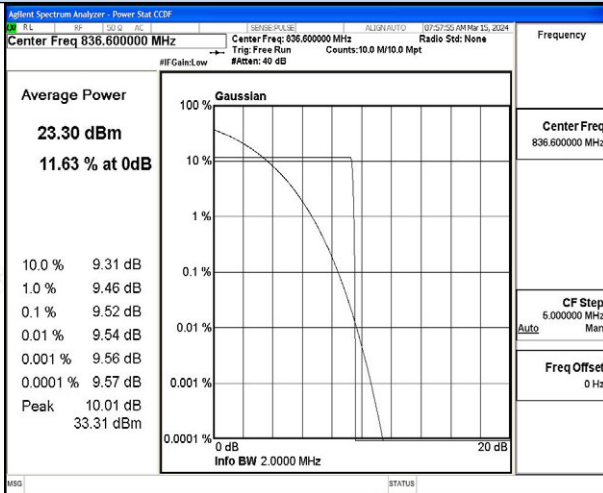 Agilent Spectrum Analyzer - Power Stat CCDF
RL RF 50 Ω AC SENSE:PULSE ALIGN AUTO 07:57:55 AM Mar 15, 2024
Center Freq 836.600000 MHz
Center Freq: 836.600000 MHz Radio Std: None
Trig: Free Run Counts:10.0 M/10.0 Mpt
#IFGain:Low #Atten: 40 dB
Frequency
Average Power
23.30 dBm
11.63 % at 0dB
10.0 % 9.31 dB
1.0 % 9.46 dB
0.1 % 9.52 dB
0.01 % 9.54 dB
0.001 % 9.56 dB
0.0001 % 9.57 dB
Peak 10.01 dB
33.31 dBm
Gaussian
100 %
10 %
1 %
0.1 %
0.01 %
0.001 %
0.0001 %
0 dB 20 dB
Info BW 2.0000 MHz
Center Freq
836.600000 MHz
CF Step
6.000000 MHz
Auto Man
Freq Offset
0 Hz
MSG STATUS